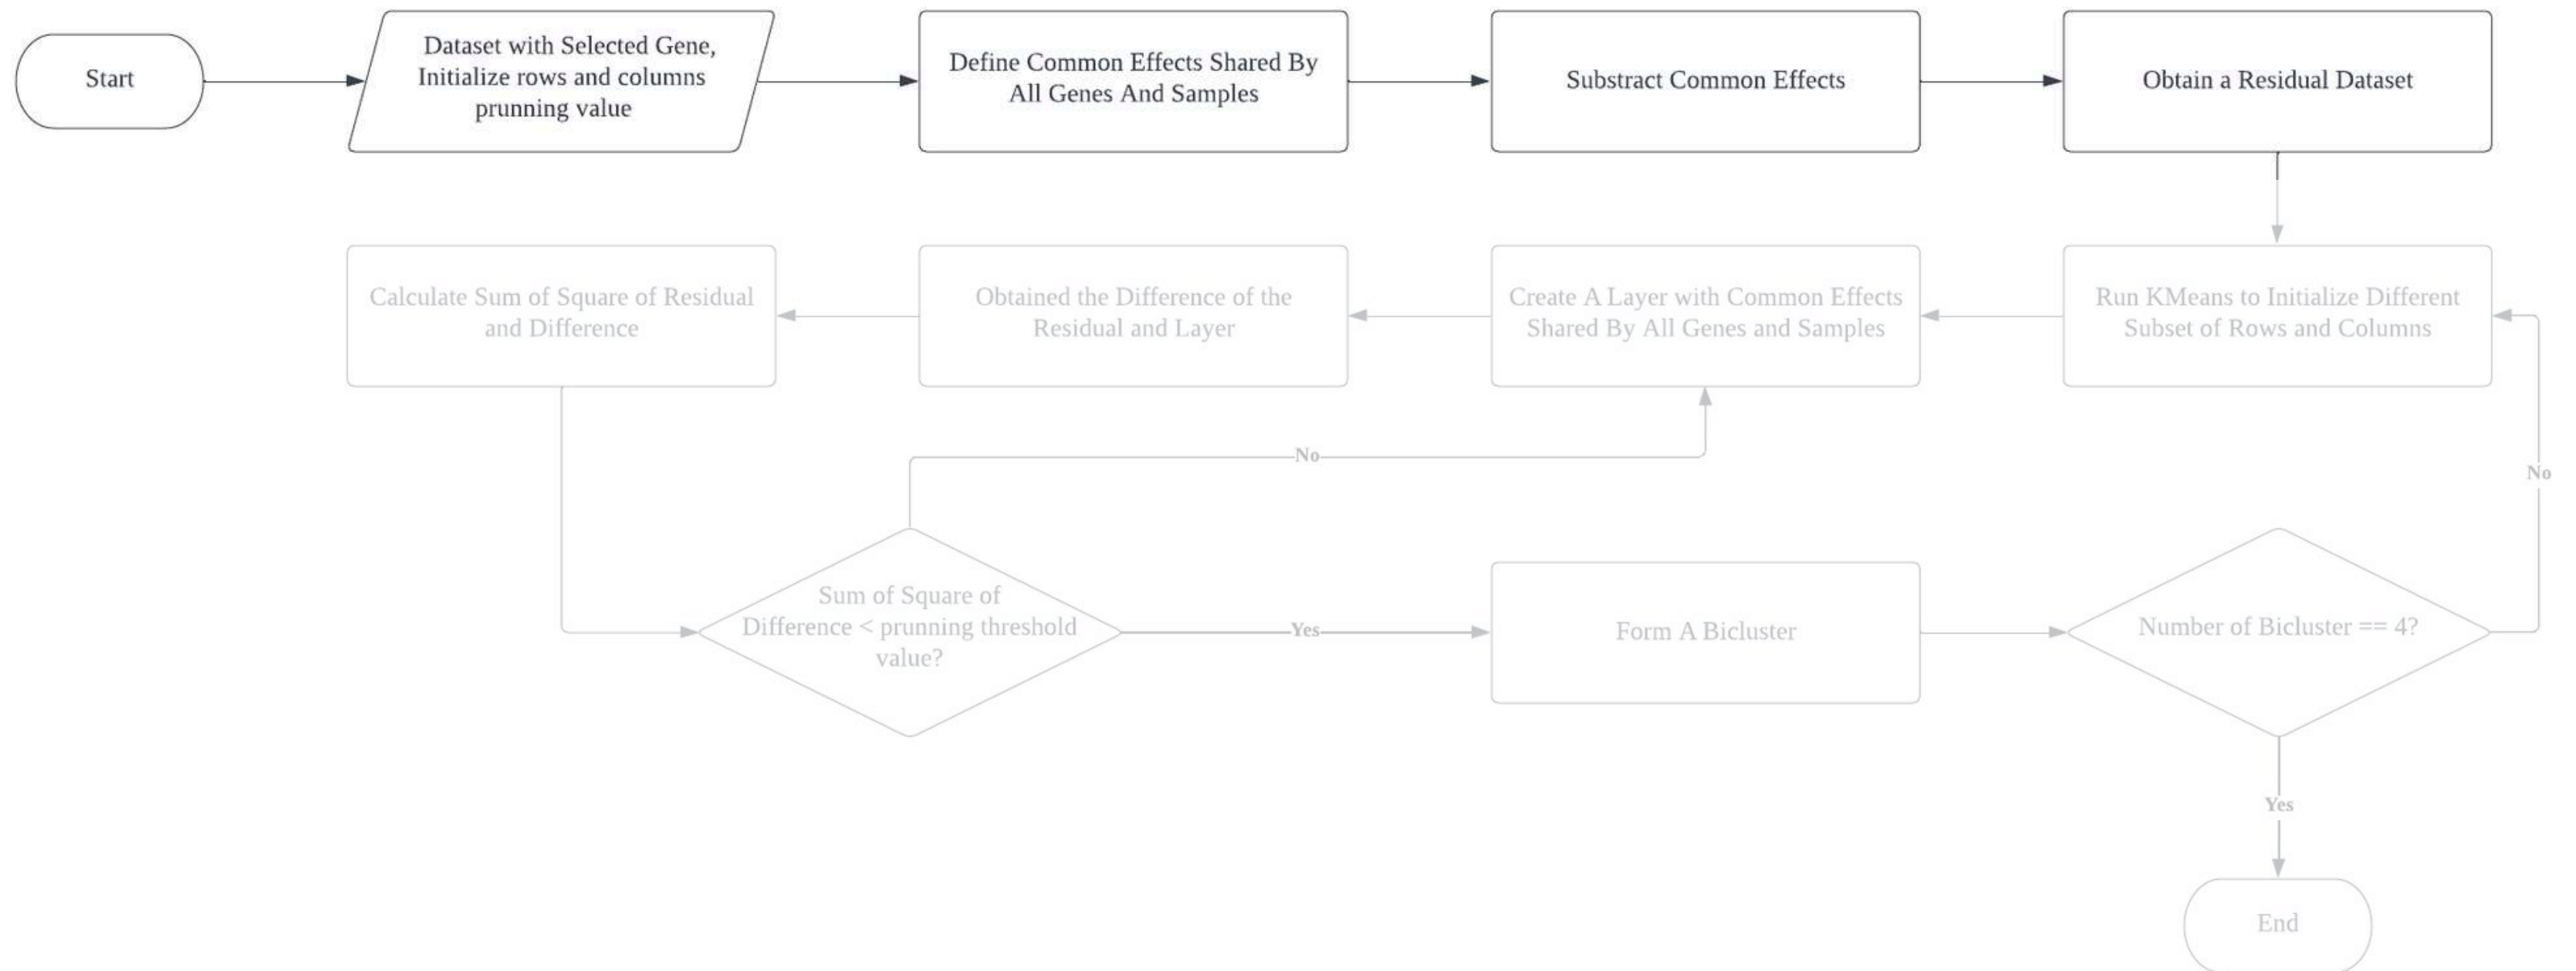 Start
Dataset with Selected Gene,
Initialize rows and columns
prunning value
Define Common Effects Shared By
All Genes And Samples
Substract Common Effects
Obtain a Residual Dataset
Run KMeans to Initialize Different
Subset of Rows and Columns
Create A Layer with Common Effects
Shared By All Genes and Samples
Obtained the Difference of the
Residual and Layer
Calculate Sum of Square of Residual
and Difference
Sum of Square of
Difference < prunning threshold
value?
No
Yes
Form A Bicluster
Number of Bicluster == 4?
No
Yes
End